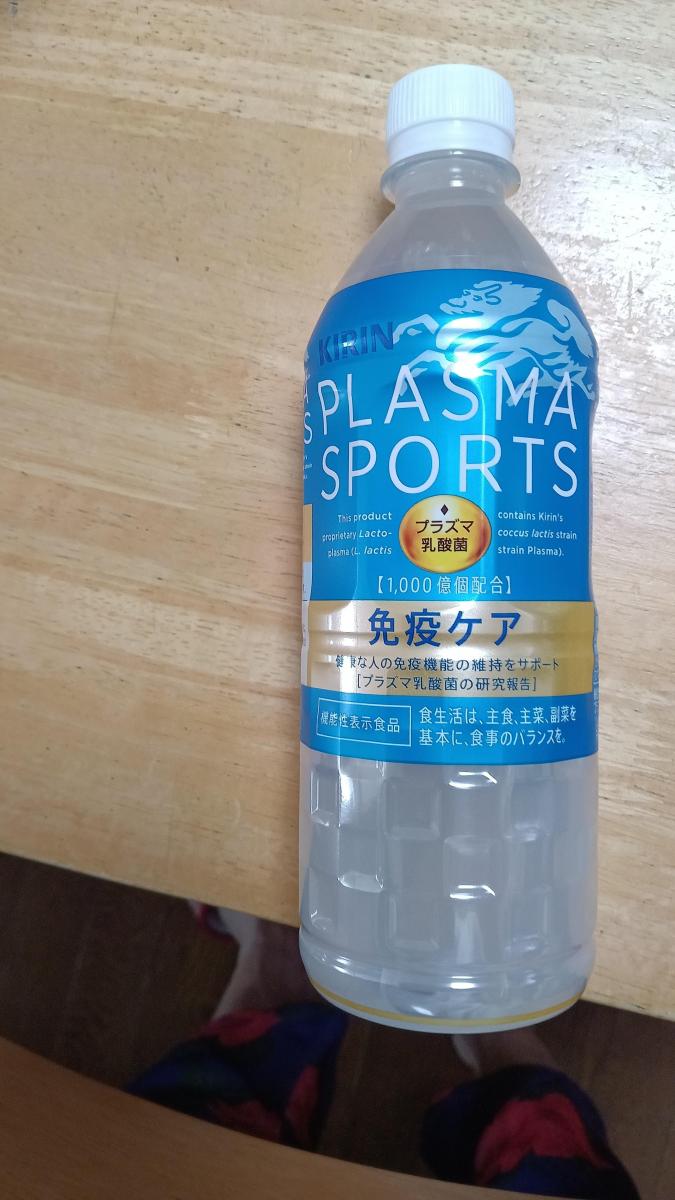 KIRIN
PLASMA
SPORTS
This product contains Kirin's
proprietary Lacto- coccus lactis strain
plasma (L. lactis strain Plasma).
プラズマ
乳酸菌
【1,000億個配合】
免疫ケア
健康な人の免疫機能の維持をサポート
[プラズマ乳酸菌の研究報告]
機能性表示食品
食生活は、主食、主菜、副菜を
基本に、食事のバランスを。